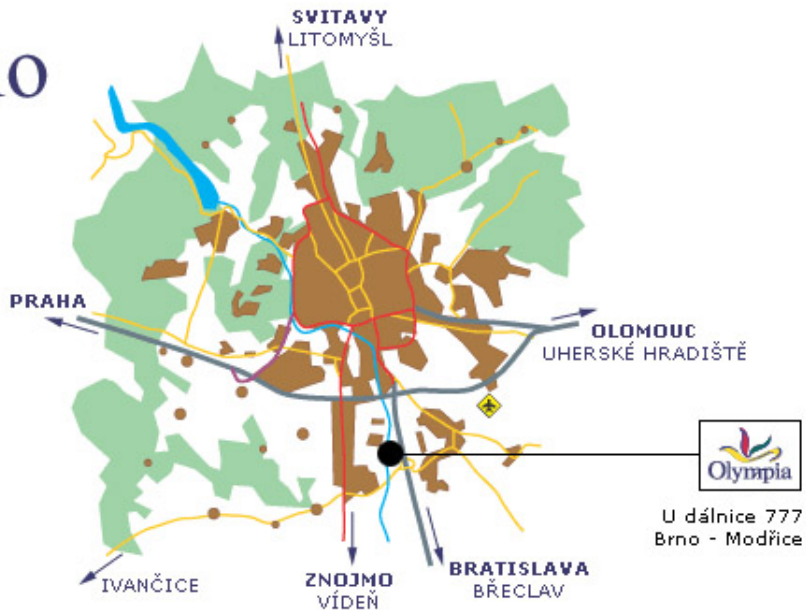 SVITAVY
LITOMYŠL
PRAHA
OLOMOUC
UHERSKÉ HRADIŠTĚ
Olympia
U dálnice 777
Brno - Modřice
IVANČICE
ZNOJMO
VÍDEŇ
BRATISLAVA
BŘECLAV